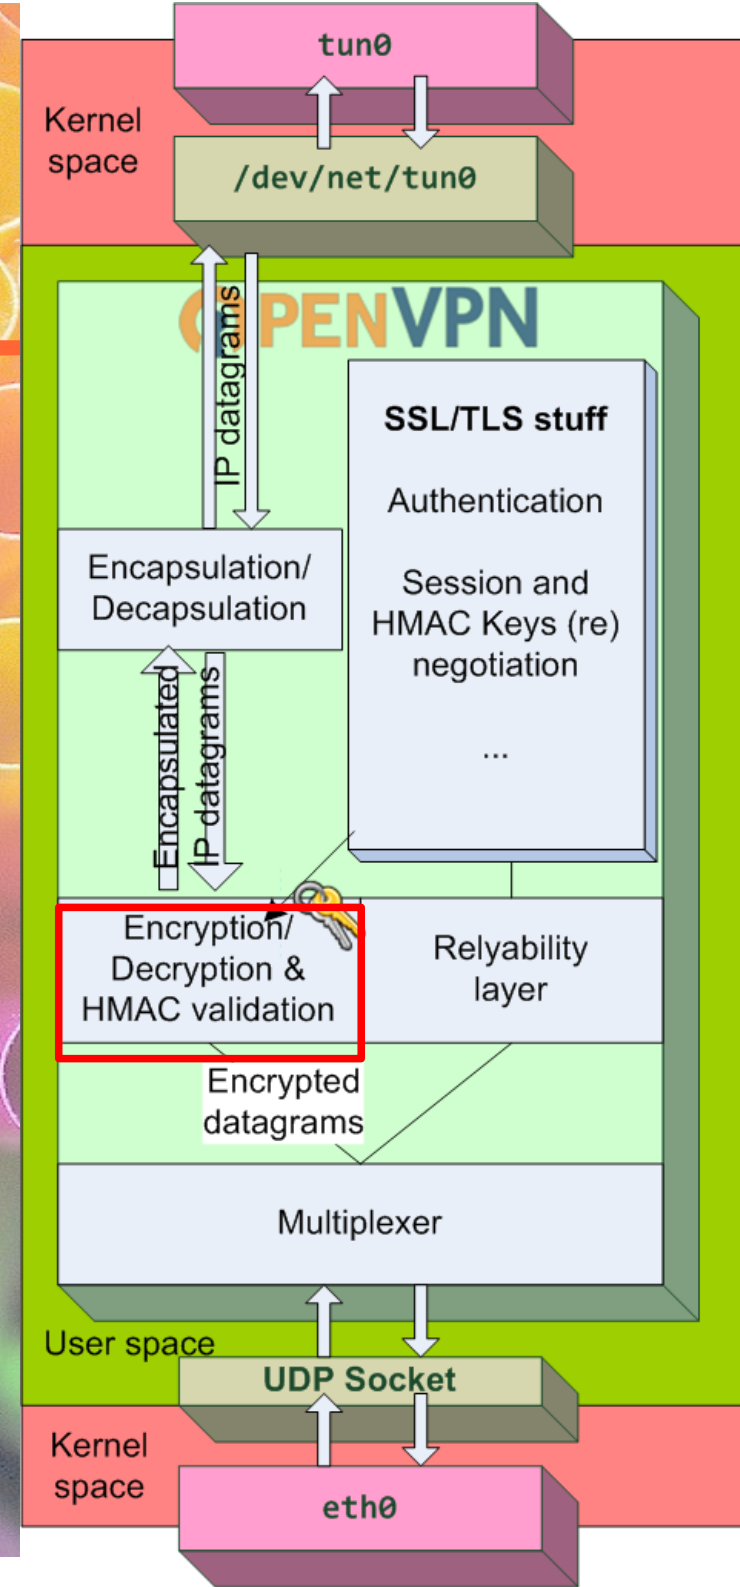 tun0
Kernel
space
/dev/net/tun0
OPENVPN
IP datagrams
SSL/TLS stuff
Authentication
Session and
HMAC Keys (re)
negotiation
...
Encapsulation/
Decapsulation
Encapsulated
IP datagrams
Encryption/
Decryption &
HMAC validation
Relyability
layer
Encrypted
datagrams
Multiplexer
User space
UDP Socket
Kernel
space
eth0